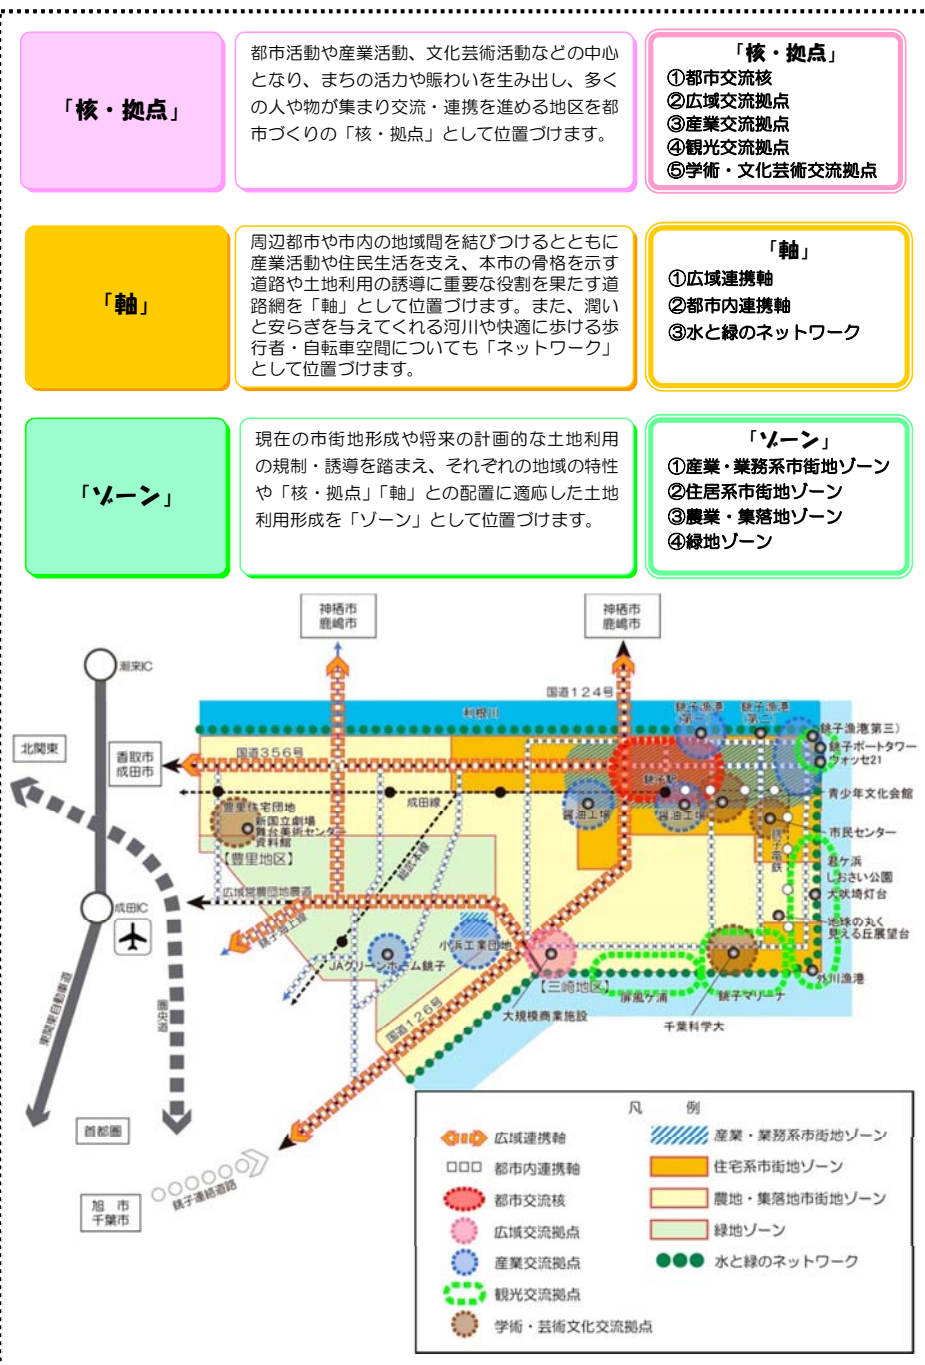 「核・拠点」
都市活動や産業活動、文化芸術活動などの中心
となり、まちの活力や賑わいを生み出し、多く
の人や物が集まり交流・連携を進める地区を都
市づくりの「核・拠点」として位置づけます。
「核・拠点」
①都市交流核
②広域交流拠点
③産業交流拠点
④観光交流拠点
⑤学術・文化芸術交流拠点
「軸」
周辺都市や市内の地域間を結びつけるとともに
産業活動や住民生活を支え、本市の骨格を示す
道路や土地利用の誘導に重要な役割を果たす道
路網を「軸」として位置づけます。また、潤い
と安らぎを与えてくれる河川や快適に歩ける歩
行者・自転車空間についても「ネットワーク」
として位置づけます。
「軸」
①広域連携軸
②都市内連携軸
③水と緑のネットワーク
「ゾーン」
現在の市街地形成や将来の計画的な土地利用
の規制・誘導を踏まえ、それぞれの地域の特性
や「核・拠点」「軸」との配置に適応した土地
利用形成を「ゾーン」として位置づけます。
「ゾーン」
①産業・業務系市街地ゾーン
②住居系市街地ゾーン
③農業・集落地ゾーン
④緑地ゾーン
神栖市
鹿嶋市
神栖市
鹿嶋市
潮来IC
国道124号
利根川
銚子漁港
(第一)
銚子漁港
(第二)
銚子漁港(第三)
銚子ポートタワー
ウォッセ21
北関東
香取市
成田市
国道356号
銚子駅
成田線
豊里住宅団地
醤油工場
醤油工場
青少年文化会館
新国立劇場
舞台美術センター
資料館
【豊里地区】
総武本線
銚子電鉄
市民センター
君ケ浜
しおさい公園
犬吠埼灯台
広域営農団地農道
成田IC
地球の丸く
見える丘展望台
銚子海上線
小浜工業団地
JAグリーンホーム銚子
【三崎地区】
屏風ケ浦
銚子マリーナ
外川漁港
大規模商業施設
千葉科学大
国道126号
東関東自動車道
圏央道
首都圏
旭　市
千葉市
銚子連絡道路
凡　例
広域連携軸
都市内連携軸
都市交流核
広域交流拠点
産業交流拠点
観光交流拠点
学術・芸術文化交流拠点
産業・業務系市街地ゾーン
住宅系市街地ゾーン
農地・集落地市街地ゾーン
緑地ゾーン
水と緑のネットワーク